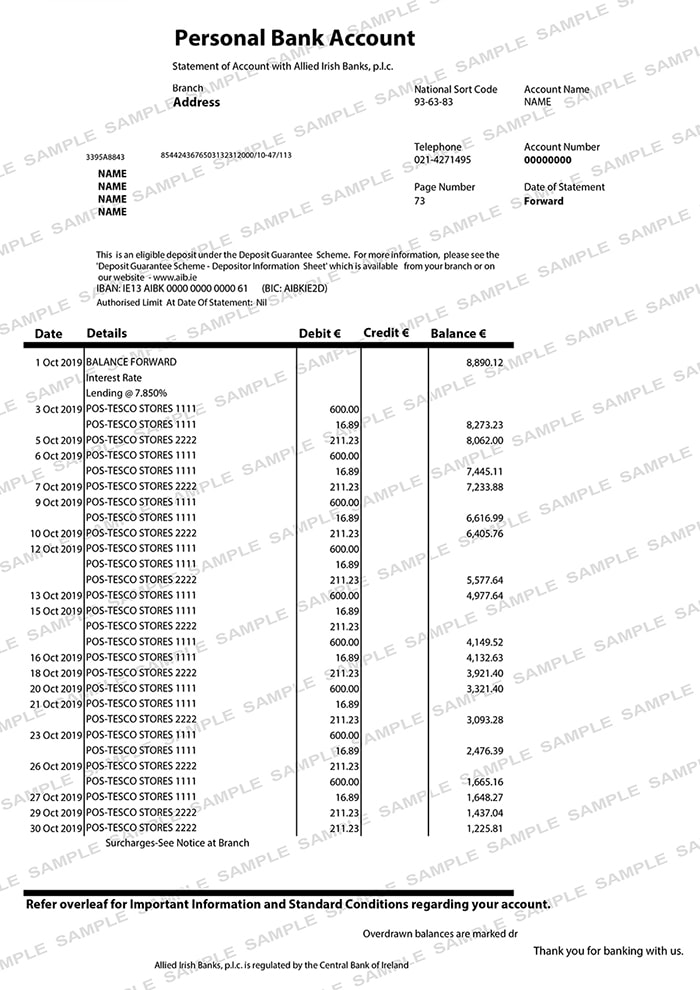 Personal Bank Account
Statement of Account with Allied Irish Banks, p.l.c.
Branch National Sort Code Account Name
Address 93-63-83 NAME
Telephone Account Number
3395A8843 8544243676503132312000/10-47/113 021-4271495 00000000
NAME
NAME Page Number Date of Statement
NAME 73 Forward
NAME
This is an eligible deposit under the Deposit Guarantee Scheme. For more information, please see the
'Deposit Guarantee Scheme - Depositor Information Sheet' which is available from your branch or on
our website - www.aib.ie
IBAN: IE13 AIBK 0000 0000 0000 61 (BIC: AIBKIE2D)
Authorised Limit At Date Of Statement: Nil
Date Details Debit € Credit € Balance €
1 Oct 2019 BALANCE FORWARD 8,890.12
Interest Rate
Lending @ 7.850%
3 Oct 2019 POS-TESCO STORES 1111 600.00
POS-TESCO STORES 1111 16.89 8,273.23
5 Oct 2019 POS-TESCO STORES 2222 211.23 8,062.00
6 Oct 2019 POS-TESCO STORES 1111 600.00
POS-TESCO STORES 1111 16.89 7,445.11
7 Oct 2019 POS-TESCO STORES 2222 211.23 7,233.88
9 Oct 2019 POS-TESCO STORES 1111 600.00
POS-TESCO STORES 1111 16.89 6,616.99
10 Oct 2019 POS-TESCO STORES 2222 211.23 6,405.76
12 Oct 2019 POS-TESCO STORES 1111 600.00
POS-TESCO STORES 1111 16.89
POS-TESCO STORES 2222 211.23 5,577.64
13 Oct 2019 POS-TESCO STORES 1111 600.00 4,977.64
15 Oct 2019 POS-TESCO STORES 1111 16.89
POS-TESCO STORES 2222 211.23
POS-TESCO STORES 1111 600.00 4,149.52
16 Oct 2019 POS-TESCO STORES 1111 16.89 4,132.63
18 Oct 2019 POS-TESCO STORES 2222 211.23 3,921.40
20 Oct 2019 POS-TESCO STORES 1111 600.00 3,321.40
21 Oct 2019 POS-TESCO STORES 1111 16.89
POS-TESCO STORES 2222 211.23 3,093.28
23 Oct 2019 POS-TESCO STORES 1111 600.00
POS-TESCO STORES 1111 16.89 2,476.39
26 Oct 2019 POS-TESCO STORES 2222 211.23
POS-TESCO STORES 1111 600.00 1,665.16
27 Oct 2019 POS-TESCO STORES 1111 16.89 1,648.27
29 Oct 2019 POS-TESCO STORES 2222 211.23 1,437.04
30 Oct 2019 POS-TESCO STORES 2222 211.23 1,225.81
Surcharges-See Notice at Branch
Refer overleaf for Important Information and Standard Conditions regarding your account.
Overdrawn balances are marked dr
Thank you for banking with us.
Allied Irish Banks, p.l.c. is regulated by the Central Bank of Ireland
SAMPLE